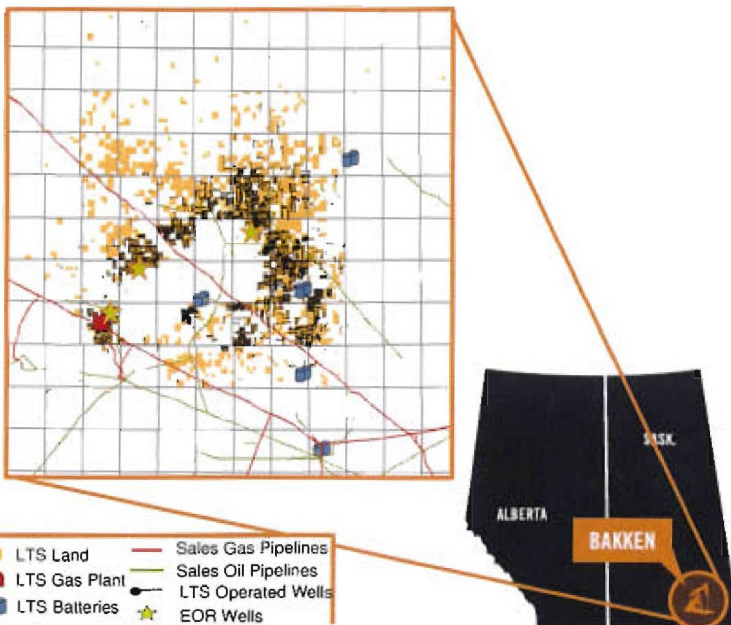 SASK.
ALBERTA
BAKKEN
LTS Land
LTS Gas Plant
LTS Batteries
Sales Gas Pipelines
Sales Oil Pipelines
LTS Operated Wells
EOR Wells